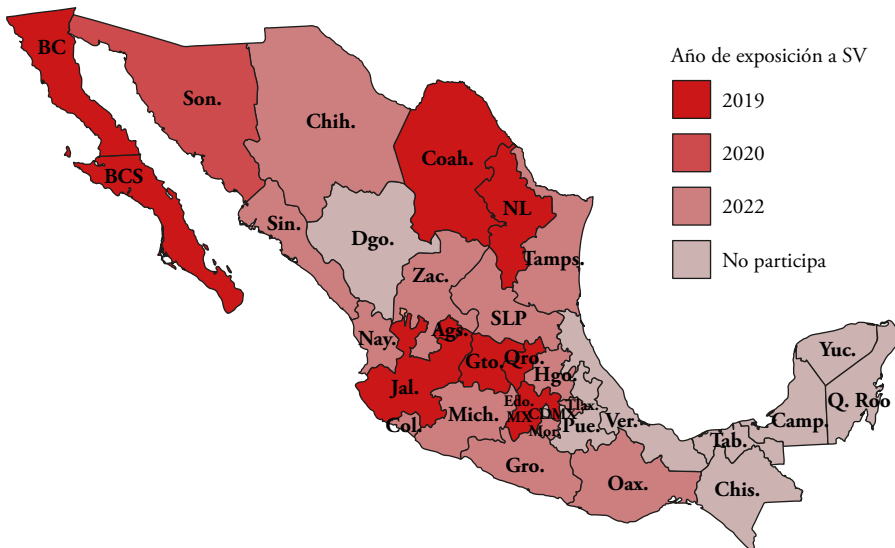 Año de exposición a SV
2019
2020
2022
No participa
BC
Son.
Chih.
Coah.
BCS
NL
Sin.
Dgo.
Tamps.
Zac.
SLP
Nay.
Ags.
Gto.
Qro.
Hgo.
Yuc.
Jal.
Edo.
MX
CDMX
Tlax.
Q. Roo
Col.
Mich.
Mor.
Pue.
Ver.
Camp.
Tab.
Gro.
Oax.
Chis.